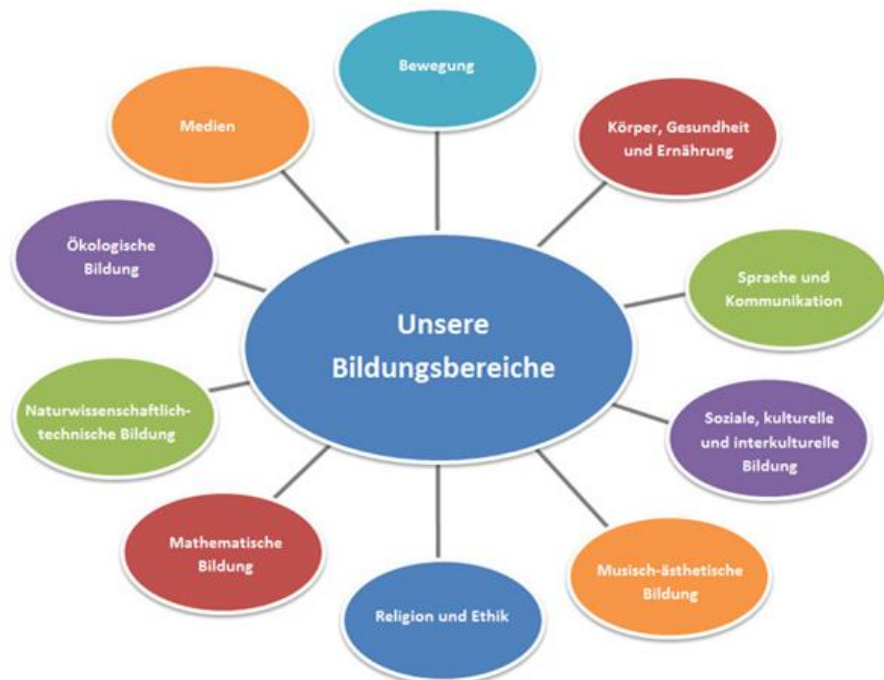 Unsere
Bildungsbereiche
Bewegung
Körper, Gesundheit
und Ernährung
Sprache und
Kommunikation
Soziale, kulturelle
und interkulturelle
Bildung
Musisch-ästhetische
Bildung
Religion und Ethik
Mathematische
Bildung
Naturwissenschaftlich-
technische Bildung
Ökologische
Bildung
Medien